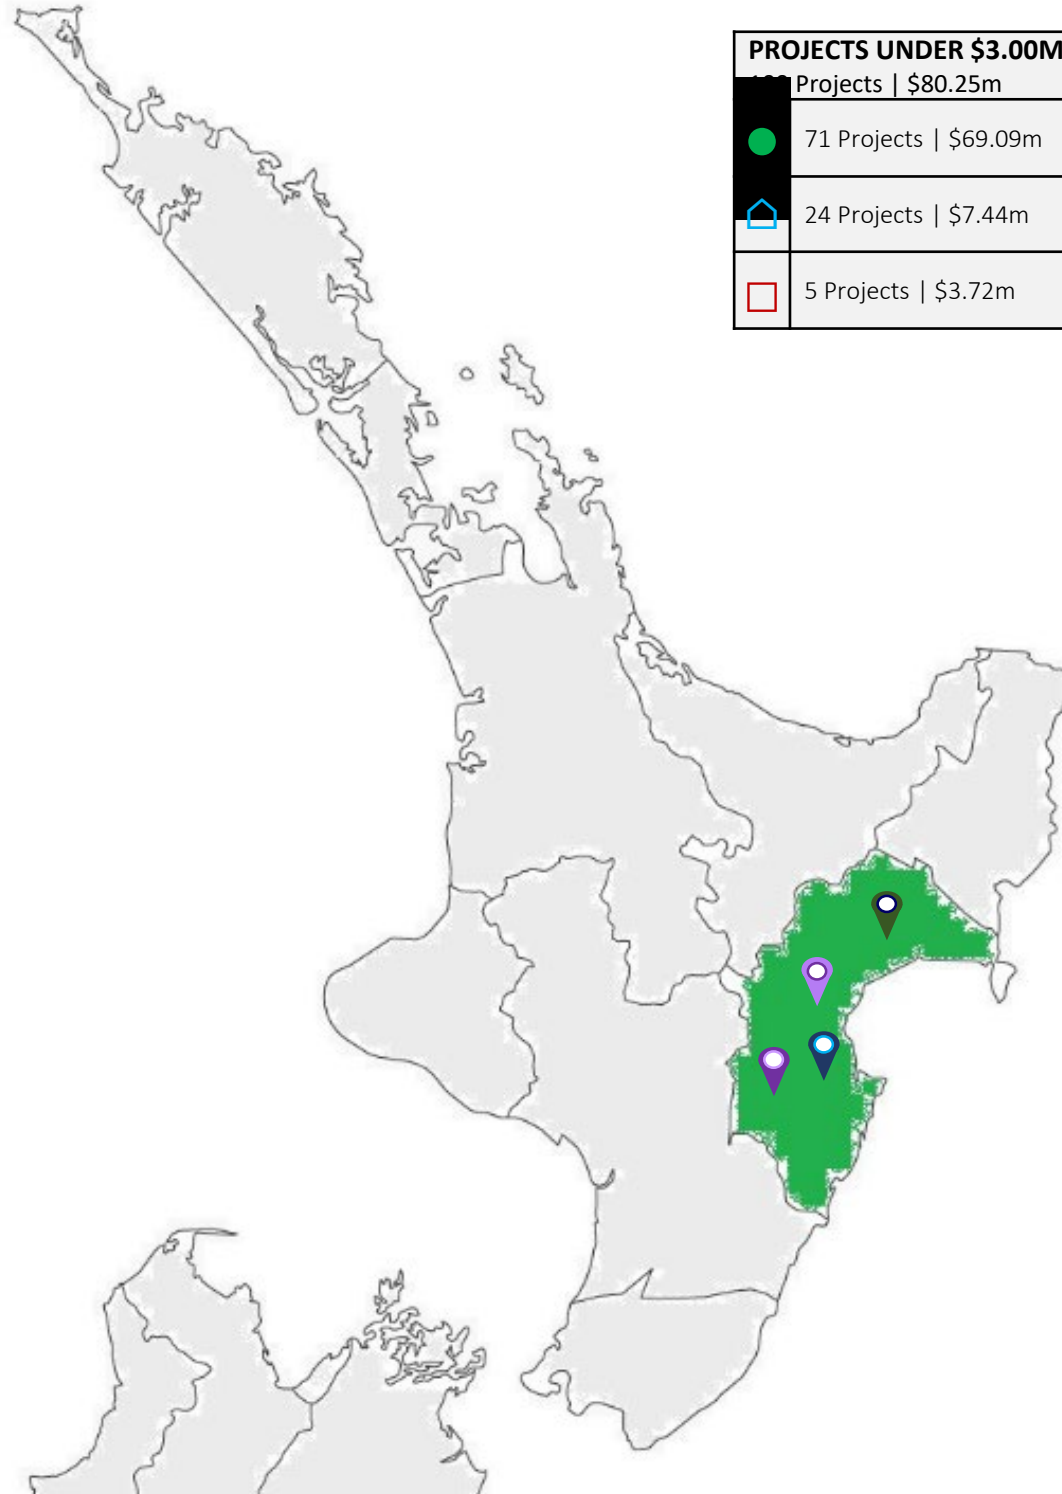 PROJECTS UNDER $3.00M
Projects | $80.25m
71 Projects | $69.09m
24 Projects | $7.44m
5 Projects | $3.72m